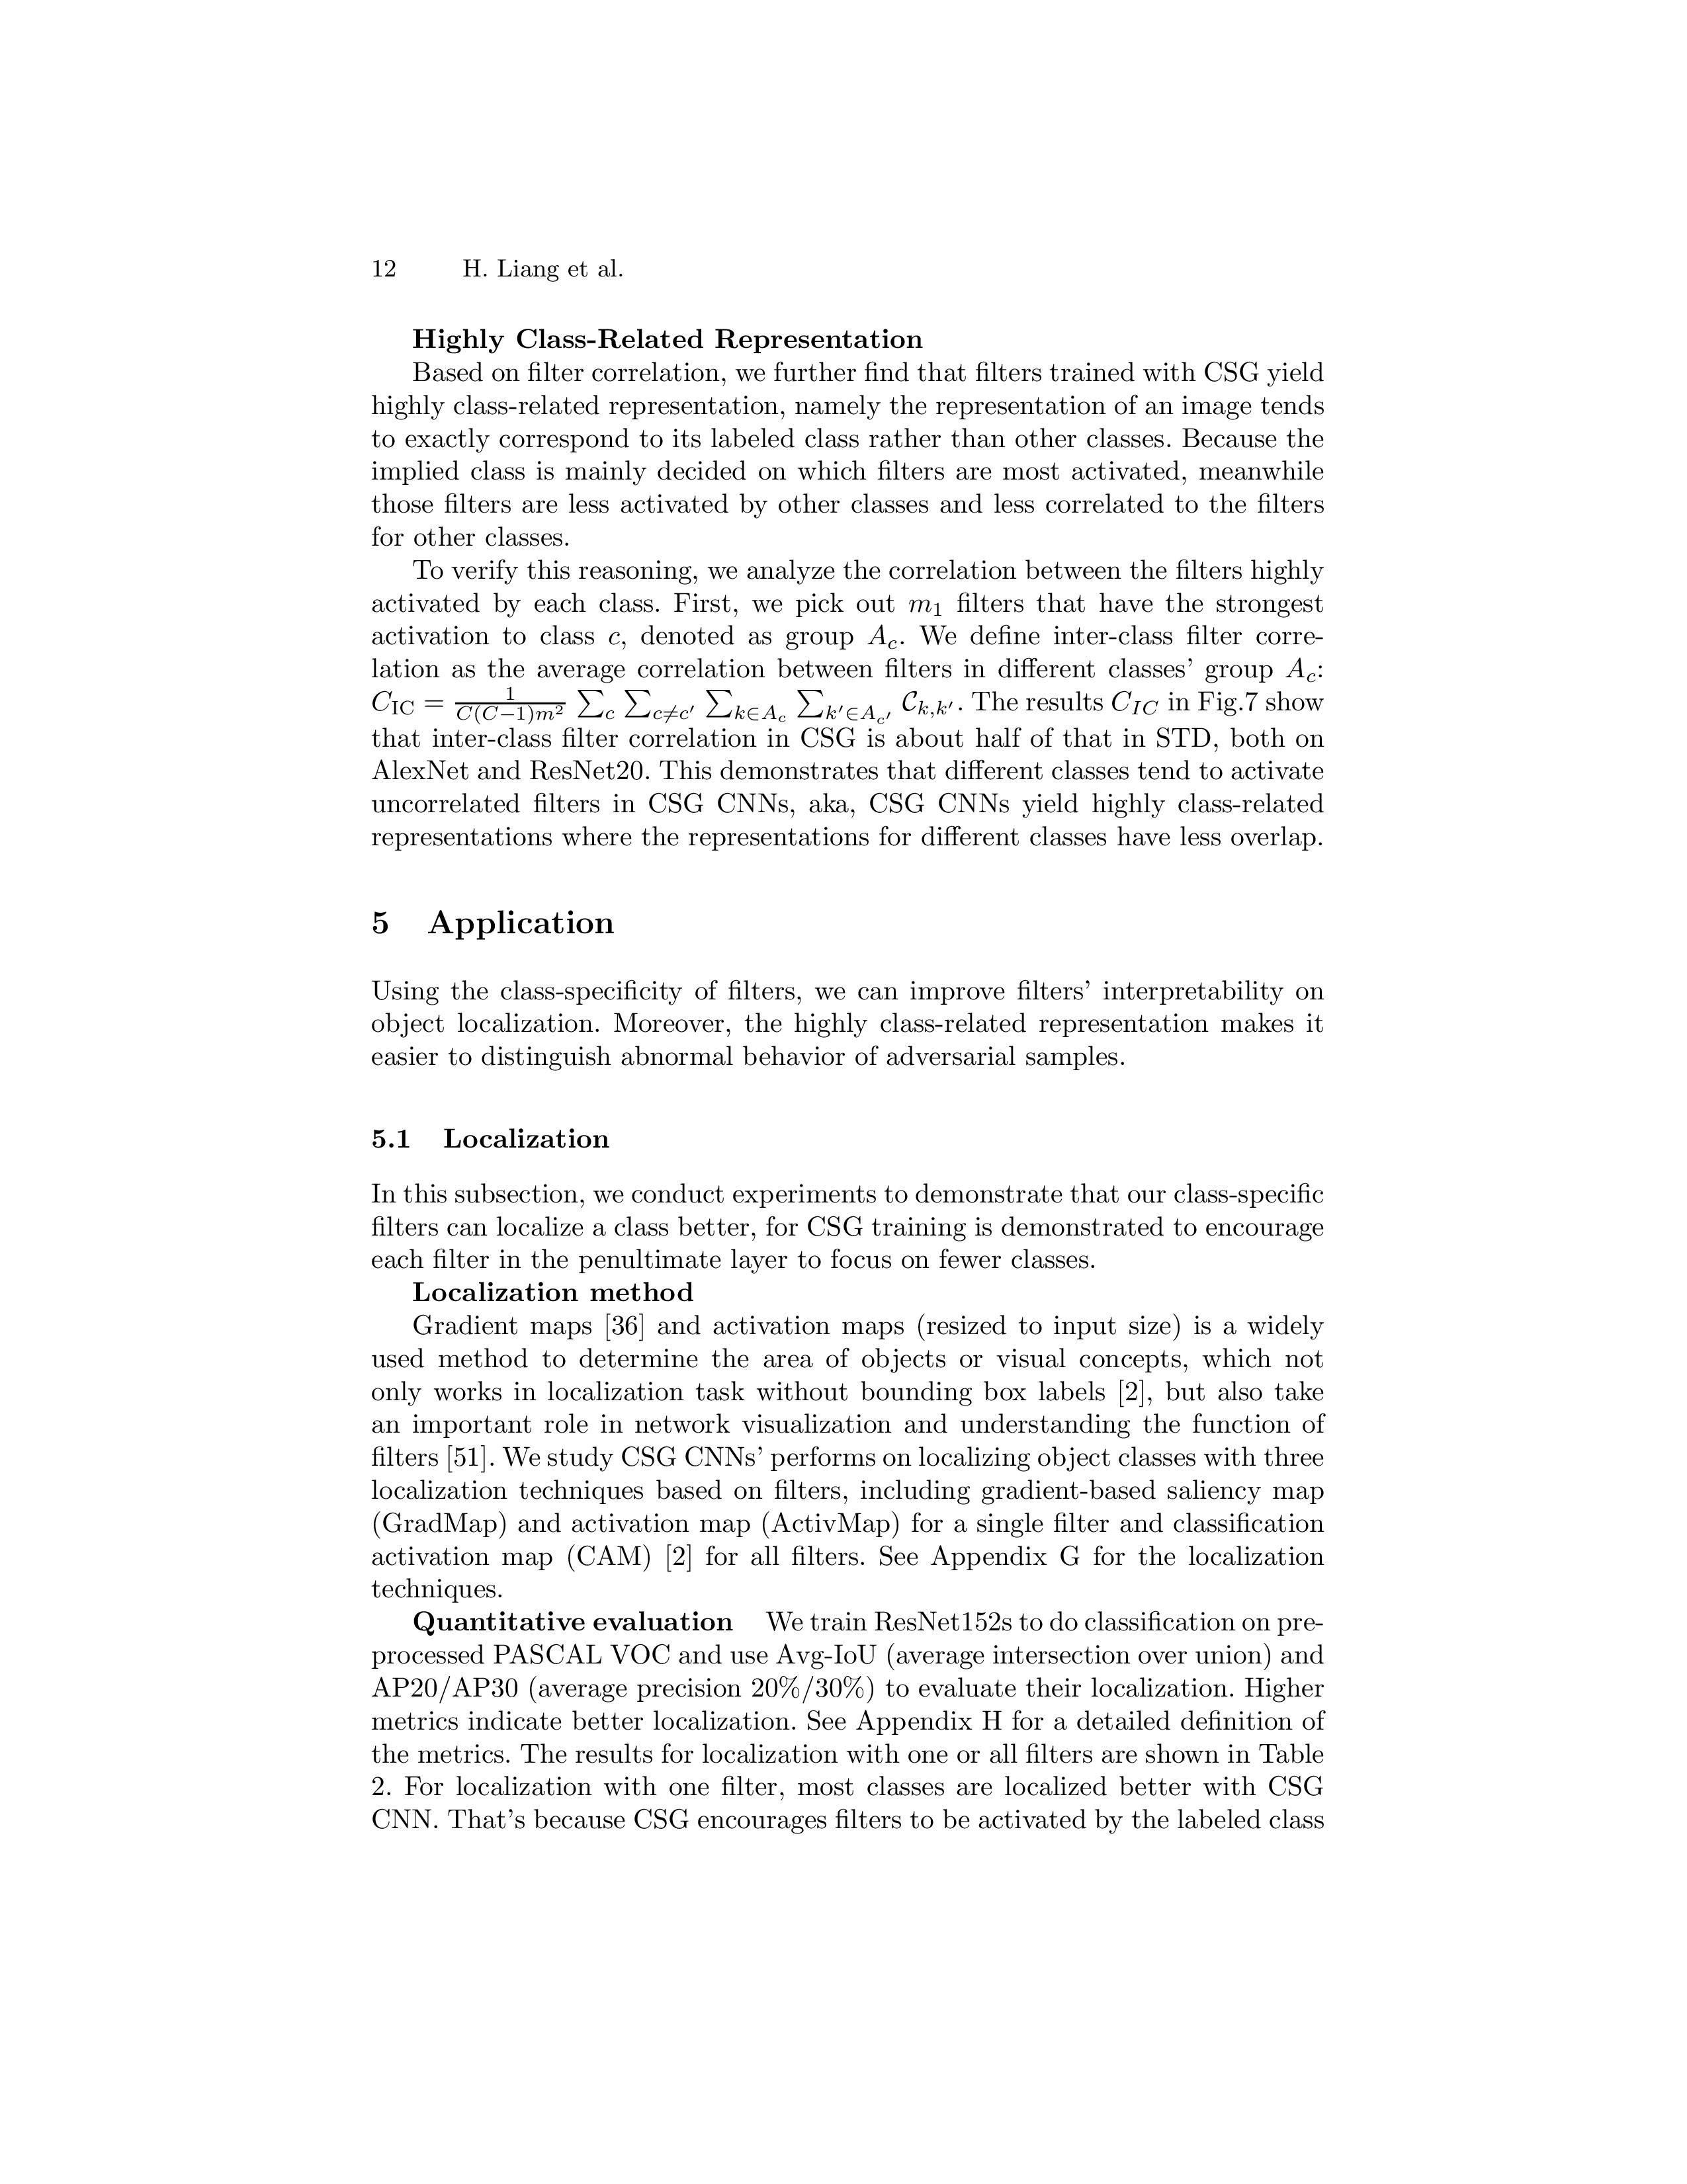 12 H. Liang et al.
Highly Class-Related Representation
Based on filter correlation, we further find that filters trained with CSG yield
highly class-related representation, namely the representation of an image tends
to exactly correspond to its labeled class rather than other classes. Because the
implied class is mainly decided on which filters are most activated, meanwhile
those filters are less activated by other classes and less correlated to the filters
for other classes.
To verify this reasoning, we analyze the correlation between the filters highly
activated by each class. First, we pick out m₁ filters that have the strongest
activation to class c, denoted as group A_c. We define inter-class filter corre-
lation as the average correlation between filters in different classes' group A_c:
C_IC = 1/(C(C−1)m²) ∑_c ∑_{c≠c′} ∑_{k∈A_c} ∑_{k′∈A_{c′}} 𝒞_{k,k′}. The results C_IC in Fig.7 show
that inter-class filter correlation in CSG is about half of that in STD, both on
AlexNet and ResNet20. This demonstrates that different classes tend to activate
uncorrelated filters in CSG CNNs, aka, CSG CNNs yield highly class-related
representations where the representations for different classes have less overlap.
5 Application
Using the class-specificity of filters, we can improve filters' interpretability on
object localization. Moreover, the highly class-related representation makes it
easier to distinguish abnormal behavior of adversarial samples.
5.1 Localization
In this subsection, we conduct experiments to demonstrate that our class-specific
filters can localize a class better, for CSG training is demonstrated to encourage
each filter in the penultimate layer to focus on fewer classes.
Localization method
Gradient maps [36] and activation maps (resized to input size) is a widely
used method to determine the area of objects or visual concepts, which not
only works in localization task without bounding box labels [2], but also take
an important role in network visualization and understanding the function of
filters [51]. We study CSG CNNs' performs on localizing object classes with three
localization techniques based on filters, including gradient-based saliency map
(GradMap) and activation map (ActivMap) for a single filter and classification
activation map (CAM) [2] for all filters. See Appendix G for the localization
techniques.
Quantitative evaluation We train ResNet152s to do classification on pre-
processed PASCAL VOC and use Avg-IoU (average intersection over union) and
AP20/AP30 (average precision 20%/30%) to evaluate their localization. Higher
metrics indicate better localization. See Appendix H for a detailed definition of
the metrics. The results for localization with one or all filters are shown in Table
2. For localization with one filter, most classes are localized better with CSG
CNN. That's because CSG encourages filters to be activated by the labeled class